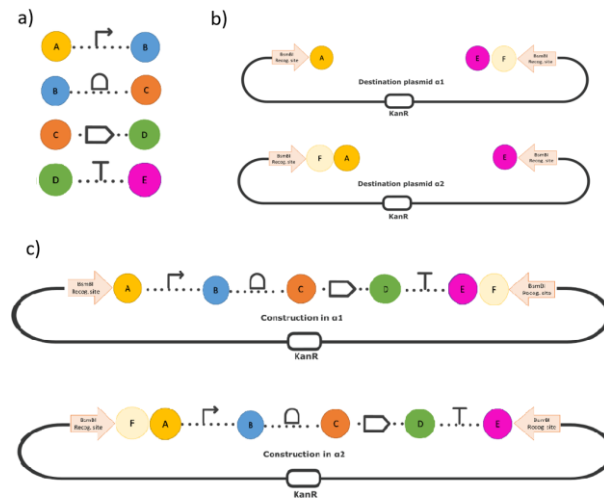 a)
A B
B C
C D
D E
b)
BsmBI
Recog. site
A
E F
BsmBI
Recog. site
Destination plasmid α1
KanR
BsmBI
Recog. site
F A
E
BsmBI
Recog. site
Destination plasmid α2
KanR
c)
BsmBI
Recog. site
A B C D E F
BsmBI
Recog. site
Construction in α1
KanR
BsmBI
Recog. site
F A B C D E
BsmBI
Recog. site
Construction in α2
KanR